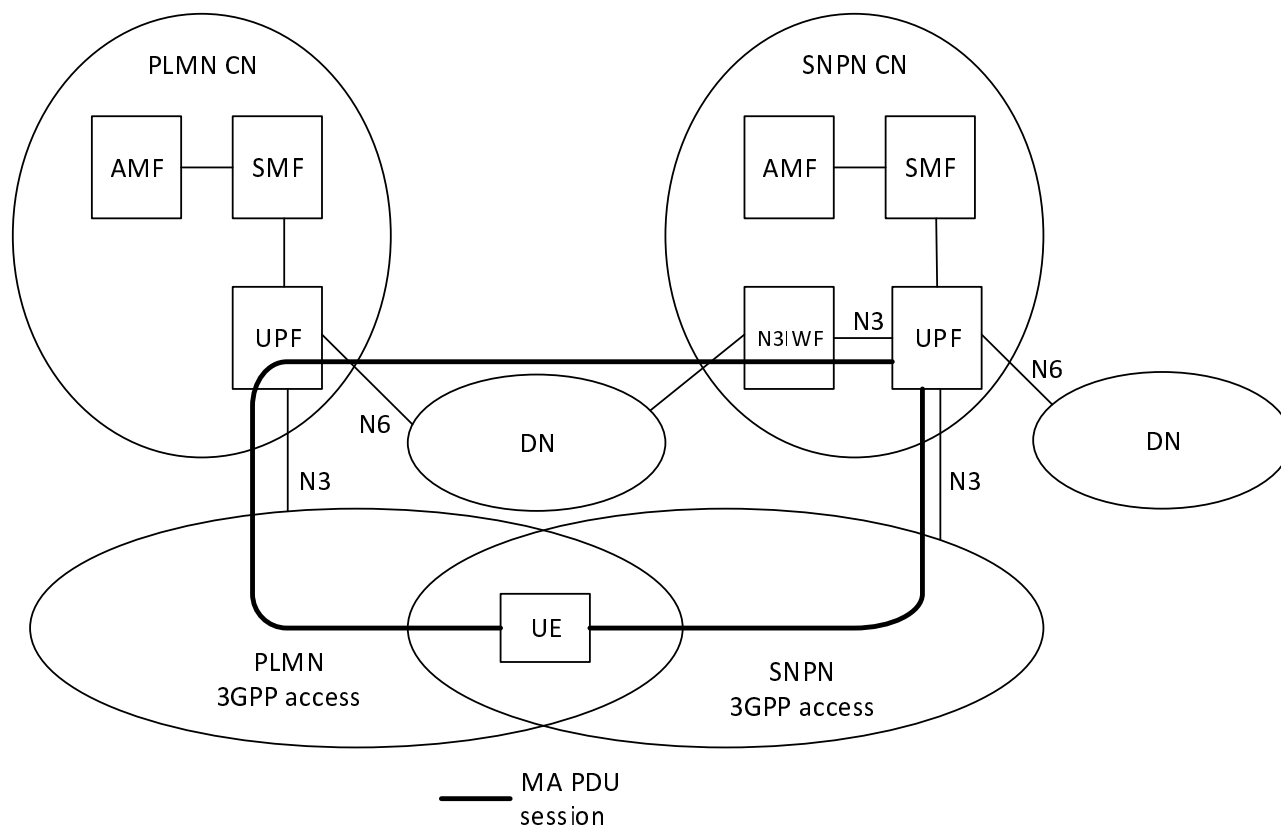 PLMN CN
SNPN CN
AMF
SMF
AMF
SMF
UPF
N3IWF
N3
UPF
N6
DN
N6
DN
N3
N3
UE
PLMN
3GPP access
SNPN
3GPP access
MA PDU
session